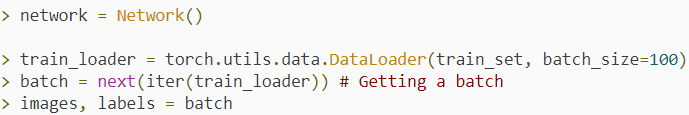 > network = Network()
> train_loader = torch.utils.data.DataLoader(train_set, batch_size=100)
> batch = next(iter(train_loader)) # Getting a batch
> images, labels = batch